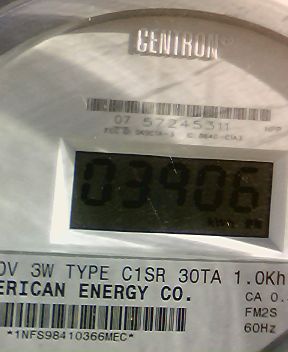 CENTRON®
07 57245311
03906
0V 3W TYPE C1SR 30TA 1.0Kh
ERICAN ENERGY CO.
CA 0.
FM2S
*1NFS98410366MEC*
60Hz